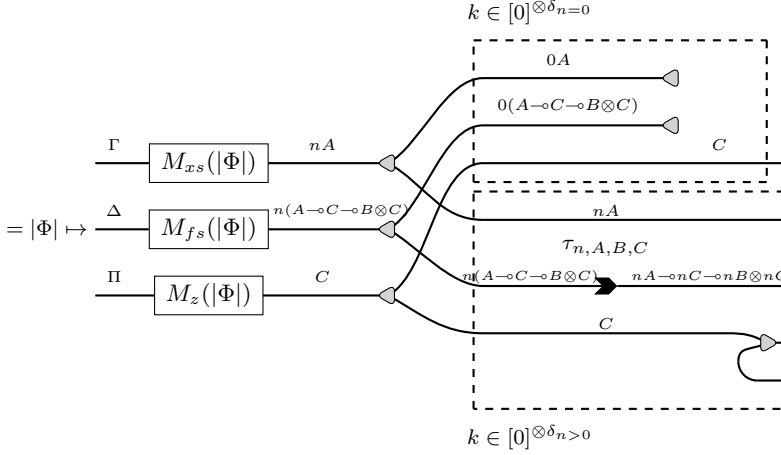 k ∈ [0]^{⊗δ_{n=0}}
0A
0(A⊸C⊸B⊗C)
Γ
M_{xs}(|Φ|)
nA
C
nA
= |Φ| ↦
Δ
M_{fs}(|Φ|)
n(A⊸C⊸B⊗C)
τ_{n,A,B,C}
Π
M_z(|Φ|)
C
n(A⊸C⊸B⊗C)
nA⊸nC⊸nB⊗nC
C
k ∈ [0]^{⊗δ_{n>0}}